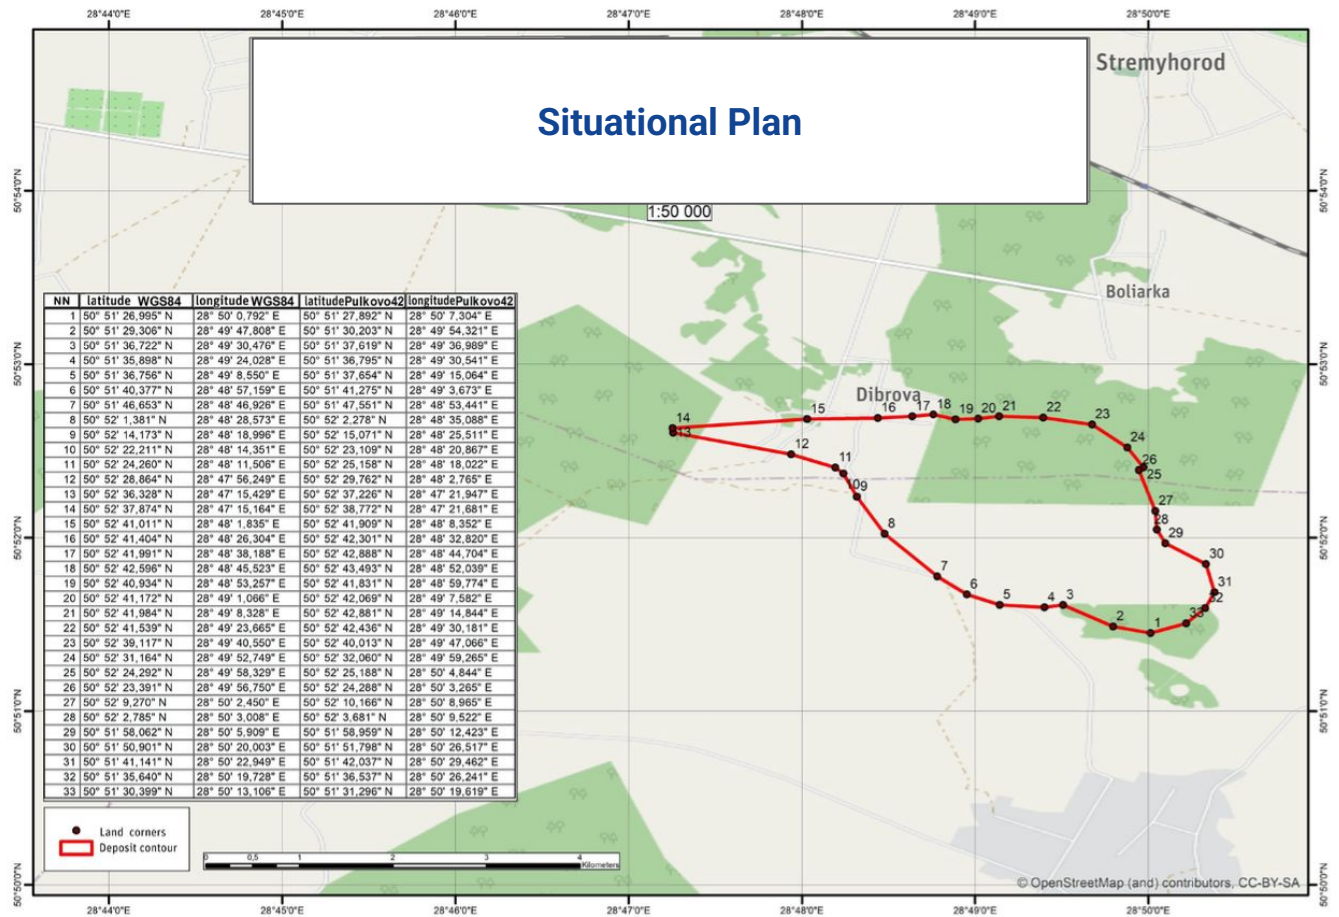 28°44'0"E 28°45'0"E 28°46'0"E 28°47'0"E 28°48'0"E 28°49'0"E 28°50'0"E
Stremyhorod
Situational Plan
50°54'0"N 50°54'0"N
1:50 000
Boliarka
NN latitude WGS84 longitude WGS84 latitudePulkovo42 longitudePulkovo42
1 50° 51' 26,995" N 28° 50' 0,792" E 50° 51' 27,892" N 28° 50' 7,304" E
2 50° 51' 29,306" N 28° 49' 47,808" E 50° 51' 30,203" N 28° 49' 54,321" E
3 50° 51' 36,722" N 28° 49' 30,476" E 50° 51' 37,619" N 28° 49' 36,989" E
4 50° 51' 35,898" N 28° 49' 24,028" E 50° 51' 36,795" N 28° 49' 30,541" E
5 50° 51' 36,756" N 28° 49' 8,550" E 50° 51' 37,654" N 28° 49' 15,064" E
6 50° 51' 40,377" N 28° 48' 57,159" E 50° 51' 41,275" N 28° 49' 3,673" E
7 50° 51' 46,653" N 28° 48' 46,926" E 50° 51' 47,551" N 28° 48' 53,441" E
8 50° 52' 1,381" N 28° 48' 28,573" E 50° 52' 2,278" N 28° 48' 35,088" E
9 50° 52' 14,173" N 28° 48' 18,996" E 50° 52' 15,071" N 28° 48' 25,511" E
10 50° 52' 22,211" N 28° 48' 14,351" E 50° 52' 23,109" N 28° 48' 20,867" E
11 50° 52' 24,260" N 28° 48' 11,506" E 50° 52' 25,158" N 28° 48' 18,022" E
12 50° 52' 28,864" N 28° 47' 56,249" E 50° 52' 29,762" N 28° 48' 2,765" E
13 50° 52' 36,328" N 28° 47' 15,429" E 50° 52' 37,226" N 28° 47' 21,947" E
14 50° 52' 37,874" N 28° 47' 15,164" E 50° 52' 38,772" N 28° 47' 21,681" E
15 50° 52' 41,011" N 28° 48' 1,835" E 50° 52' 41,909" N 28° 48' 8,352" E
16 50° 52' 41,404" N 28° 48' 26,304" E 50° 52' 42,301" N 28° 48' 32,820" E
17 50° 52' 41,991" N 28° 48' 38,188" E 50° 52' 42,888" N 28° 48' 44,704" E
18 50° 52' 42,596" N 28° 48' 45,523" E 50° 52' 43,493" N 28° 48' 52,039" E
19 50° 52' 40,934" N 28° 48' 53,257" E 50° 52' 41,831" N 28° 48' 59,774" E
20 50° 52' 41,172" N 28° 49' 1,066" E 50° 52' 42,069" N 28° 49' 7,582" E
21 50° 52' 41,984" N 28° 49' 8,328" E 50° 52' 42,881" N 28° 49' 14,844" E
22 50° 52' 41,539" N 28° 49' 23,665" E 50° 52' 42,436" N 28° 49' 30,181" E
23 50° 52' 39,117" N 28° 49' 40,550" E 50° 52' 40,013" N 28° 49' 47,066" E
24 50° 52' 31,164" N 28° 49' 52,749" E 50° 52' 32,060" N 28° 49' 59,265" E
25 50° 52' 24,292" N 28° 49' 58,329" E 50° 52' 25,188" N 28° 50' 4,844" E
26 50° 52' 23,391" N 28° 49' 56,750" E 50° 52' 24,288" N 28° 50' 3,265" E
27 50° 52' 9,270" N 28° 50' 2,450" E 50° 52' 10,166" N 28° 50' 8,965" E
28 50° 52' 2,785" N 28° 50' 3,008" E 50° 52' 3,681" N 28° 50' 9,522" E
29 50° 51' 58,062" N 28° 50' 5,909" E 50° 51' 58,959" N 28° 50' 12,423" E
30 50° 51' 50,901" N 28° 50' 20,003" E 50° 51' 51,798" N 28° 50' 26,517" E
31 50° 51' 41,141" N 28° 50' 22,949" E 50° 51' 42,037" N 28° 50' 29,462" E
32 50° 51' 35,640" N 28° 50' 19,728" E 50° 51' 36,537" N 28° 50' 26,241" E
33 50° 51' 30,399" N 28° 50' 13,106" E 50° 51' 31,296" N 28° 50' 19,619" E
50°53'0"N 50°53'0"N
Dibrova
14 15 16 17 18 19 20 21 22 23
13 12 24
11 26
25
10 9 27
28
8 29
50°52'0"N 50°52'0"N
30
7
6 31
5 4 3 32
2 1 33
50°51'0"N 50°51'0"N
Land corners
Deposit contour
0 0,5 1 2 3 4
Kilometers
© OpenStreetMap (and) contributors, CC-BY-SA
50°50'0"N 50°50'0"N
28°44'0"E 28°45'0"E 28°46'0"E 28°47'0"E 28°48'0"E 28°49'0"E 28°50'0"E